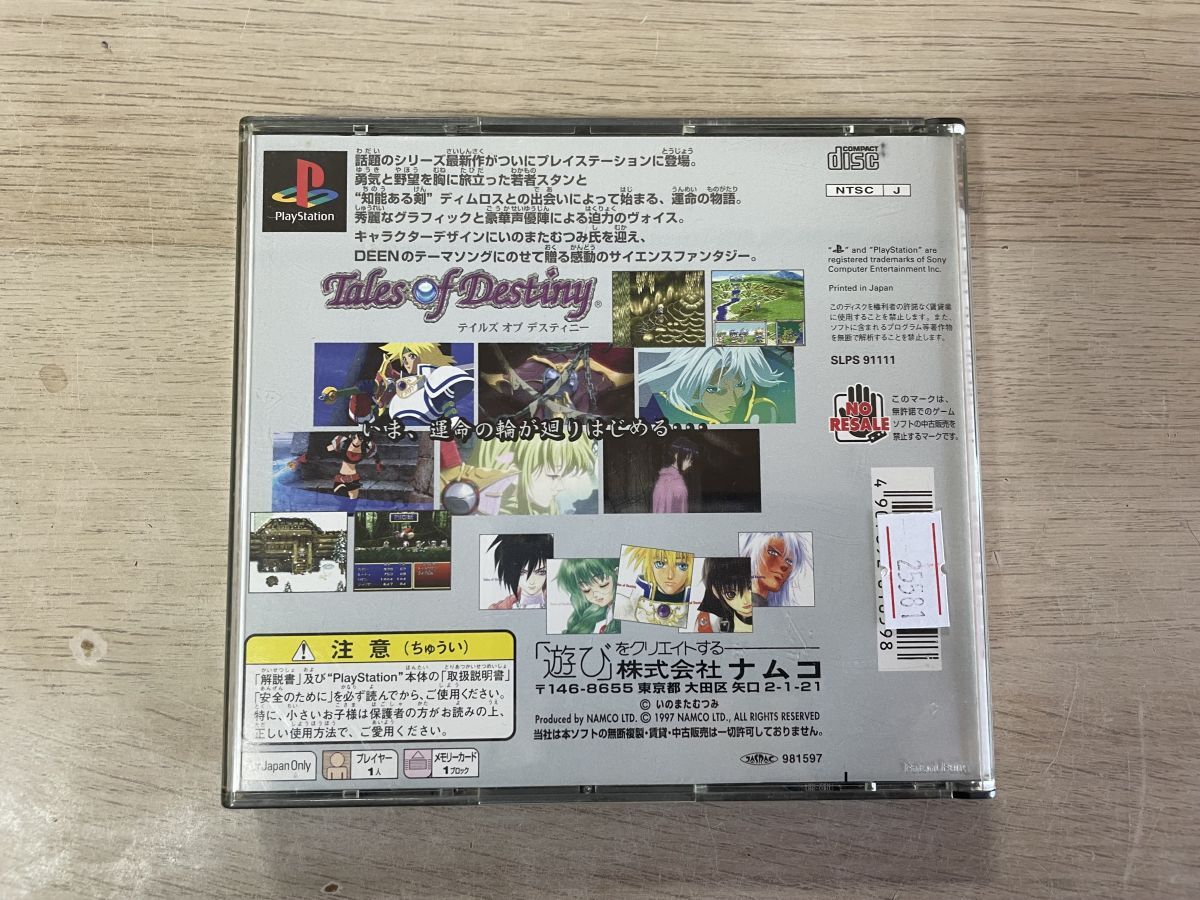 話題のシリーズ最新作がついにプレイステーションに登場。
勇気と野望を胸に旅立った若者スタンと
“知能ある剣”ディムロスとの出会いによって始まる、運命の物語。
秀麗なグラフィックと豪華声優陣による迫力のヴォイス。
キャラクターデザインにいのまたむつみ氏を迎え、
DEENのテーマソングにのせて贈る感動のサイエンスファンタジー。
PlayStation
COMPACT
disc
NTSC J
“PS” and “PlayStation” are
registered trademarks of Sony
Computer Entertainment Inc.
Printed in Japan
このディスクを権利者の許諾なく賃貸業
に使用することを禁止します。また、
ソフトに含まれるプログラム等著作物
を無断で解析することを禁止します。
SLPS 91111
NO
RESALE
このマークは、
無許諾でのゲーム
ソフトの中古販売を
禁止するマークです。
Tales of Destiny®
テイルズ オブ デスティニー
いま、運命の輪が廻りはじめる・・・
25581
注意(ちゅうい)
「解説書」及び“PlayStation”本体の「取扱説明書」
「安全のために」を必ず読んでから、ご使用ください。
特に、小さいお子様は保護者の方がお読みの上、
正しい使用方法で、ご愛用ください。
For Japan Only
プレイヤー
1人
メモリーカード
1ブロック
「遊び」をクリエイトする
株式会社 ナムコ
〒146-8655 東京都 大田区 矢口 2-1-21
© いのまたむつみ
Produced by NAMCO LTD. © 1997 NAMCO LTD., ALL RIGHTS RESERVED
当社は本ソフトの無断複製・賃貸・中古販売は一切許可しておりません。
JASRAC 981597